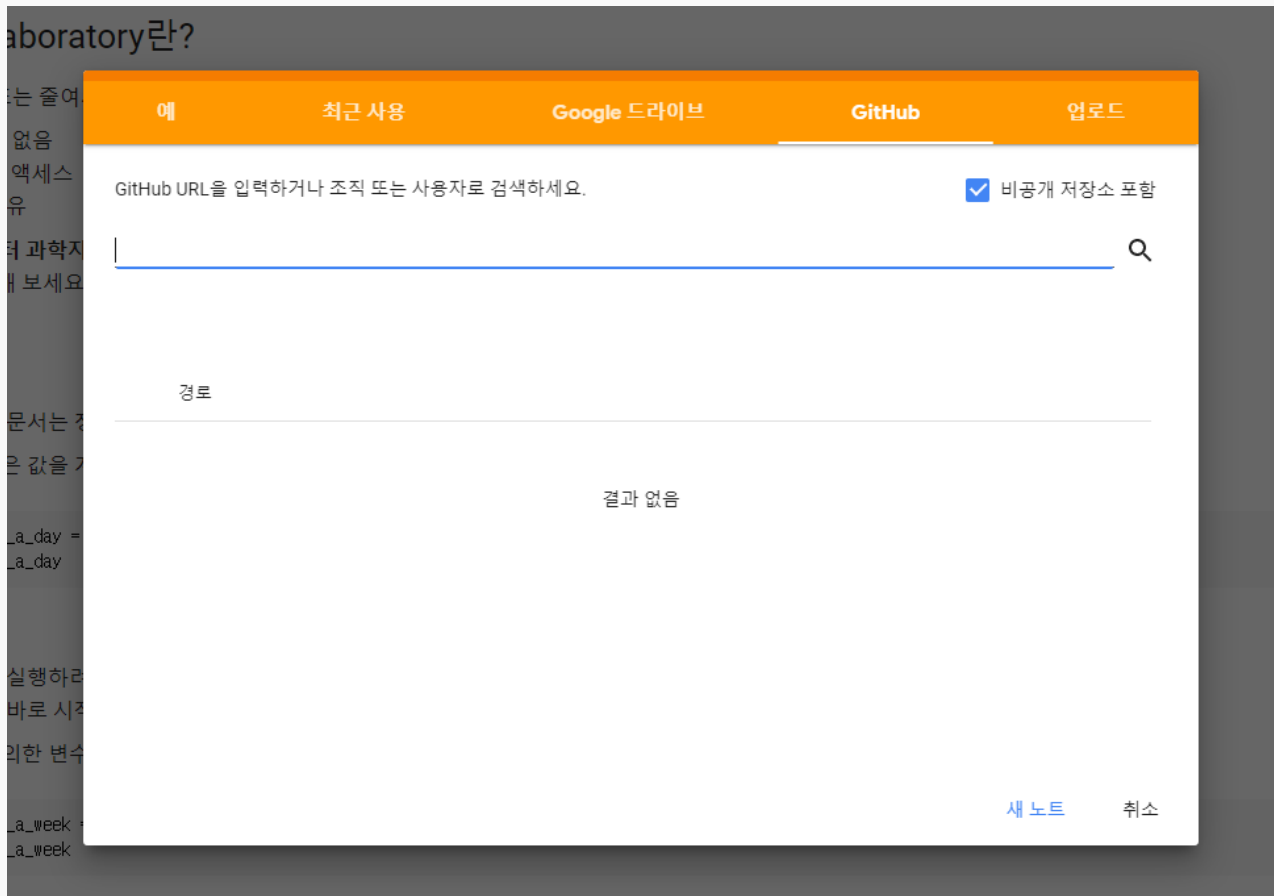 aboratory란?
는 줄여
예 최근 사용 Google 드라이브 GitHub 업로드
없음
액세스
GitHub URL을 입력하거나 조직 또는 사용자로 검색하세요. 비공개 저장소 포함
유
터 과학자
해 보세요
경로
문서는 정
은 값을 지
결과 없음
_a_day =
_a_day
실행하려
바로 시작
의한 변수
새 노트 취소
_a_week =
_a_week